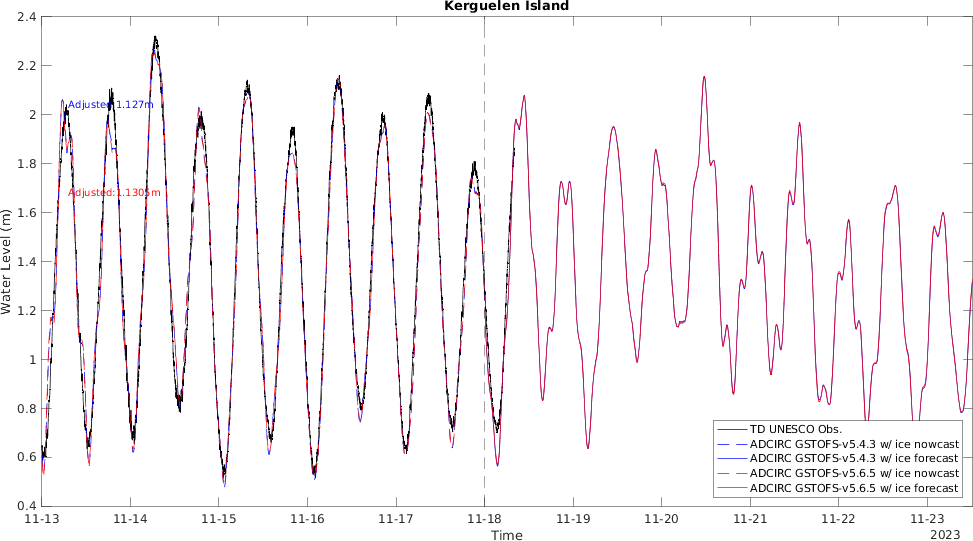 Kerguelen Island
2.4
2.2
2
1.8
1.6
1.4
1.2
1
0.8
0.6
0.4
Water Level (m)
Adjusted:1.127m
Adjusted:1.1305m
TD UNESCO Obs.
ADCIRC GSTOFS-v5.4.3 w/ ice nowcast
ADCIRC GSTOFS-v5.4.3 w/ ice forecast
ADCIRC GSTOFS-v5.6.5 w/ ice nowcast
ADCIRC GSTOFS-v5.6.5 w/ ice forecast
11-13 11-14 11-15 11-16 11-17 11-18 11-19 11-20 11-21 11-22 11-23
Time
2023